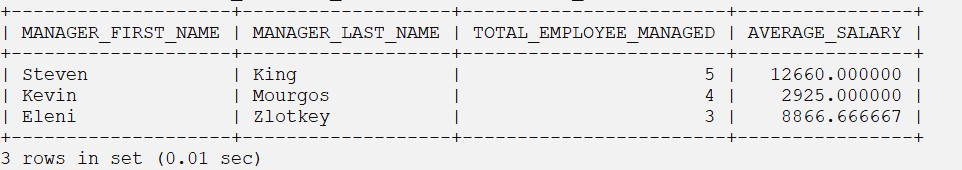 +--------------------+-------------------+------------------------+----------------+
| MANAGER_FIRST_NAME | MANAGER_LAST_NAME | TOTAL_EMPLOYEE_MANAGED | AVERAGE_SALARY |
+--------------------+-------------------+------------------------+----------------+
| Steven             | King              |                      5 |   12660.000000 |
| Kevin              | Mourgos           |                      4 |    2925.000000 |
| Eleni              | Zlotkey           |                      3 |    8866.666667 |
+--------------------+-------------------+------------------------+----------------+
3 rows in set (0.01 sec)